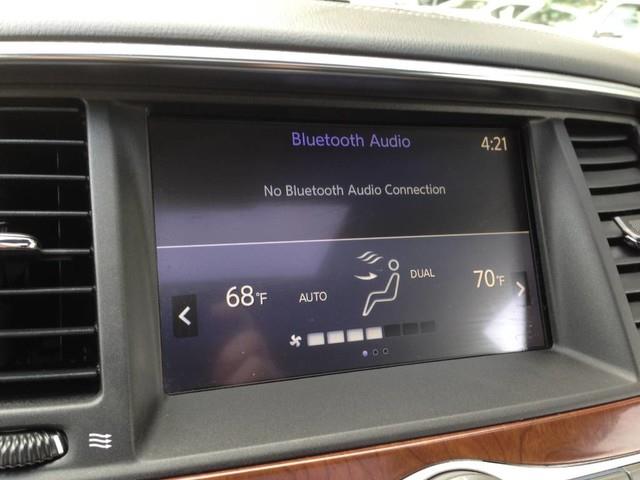 Bluetooth Audio 4:21
No Bluetooth Audio Connection
68°F AUTO DUAL 70°F